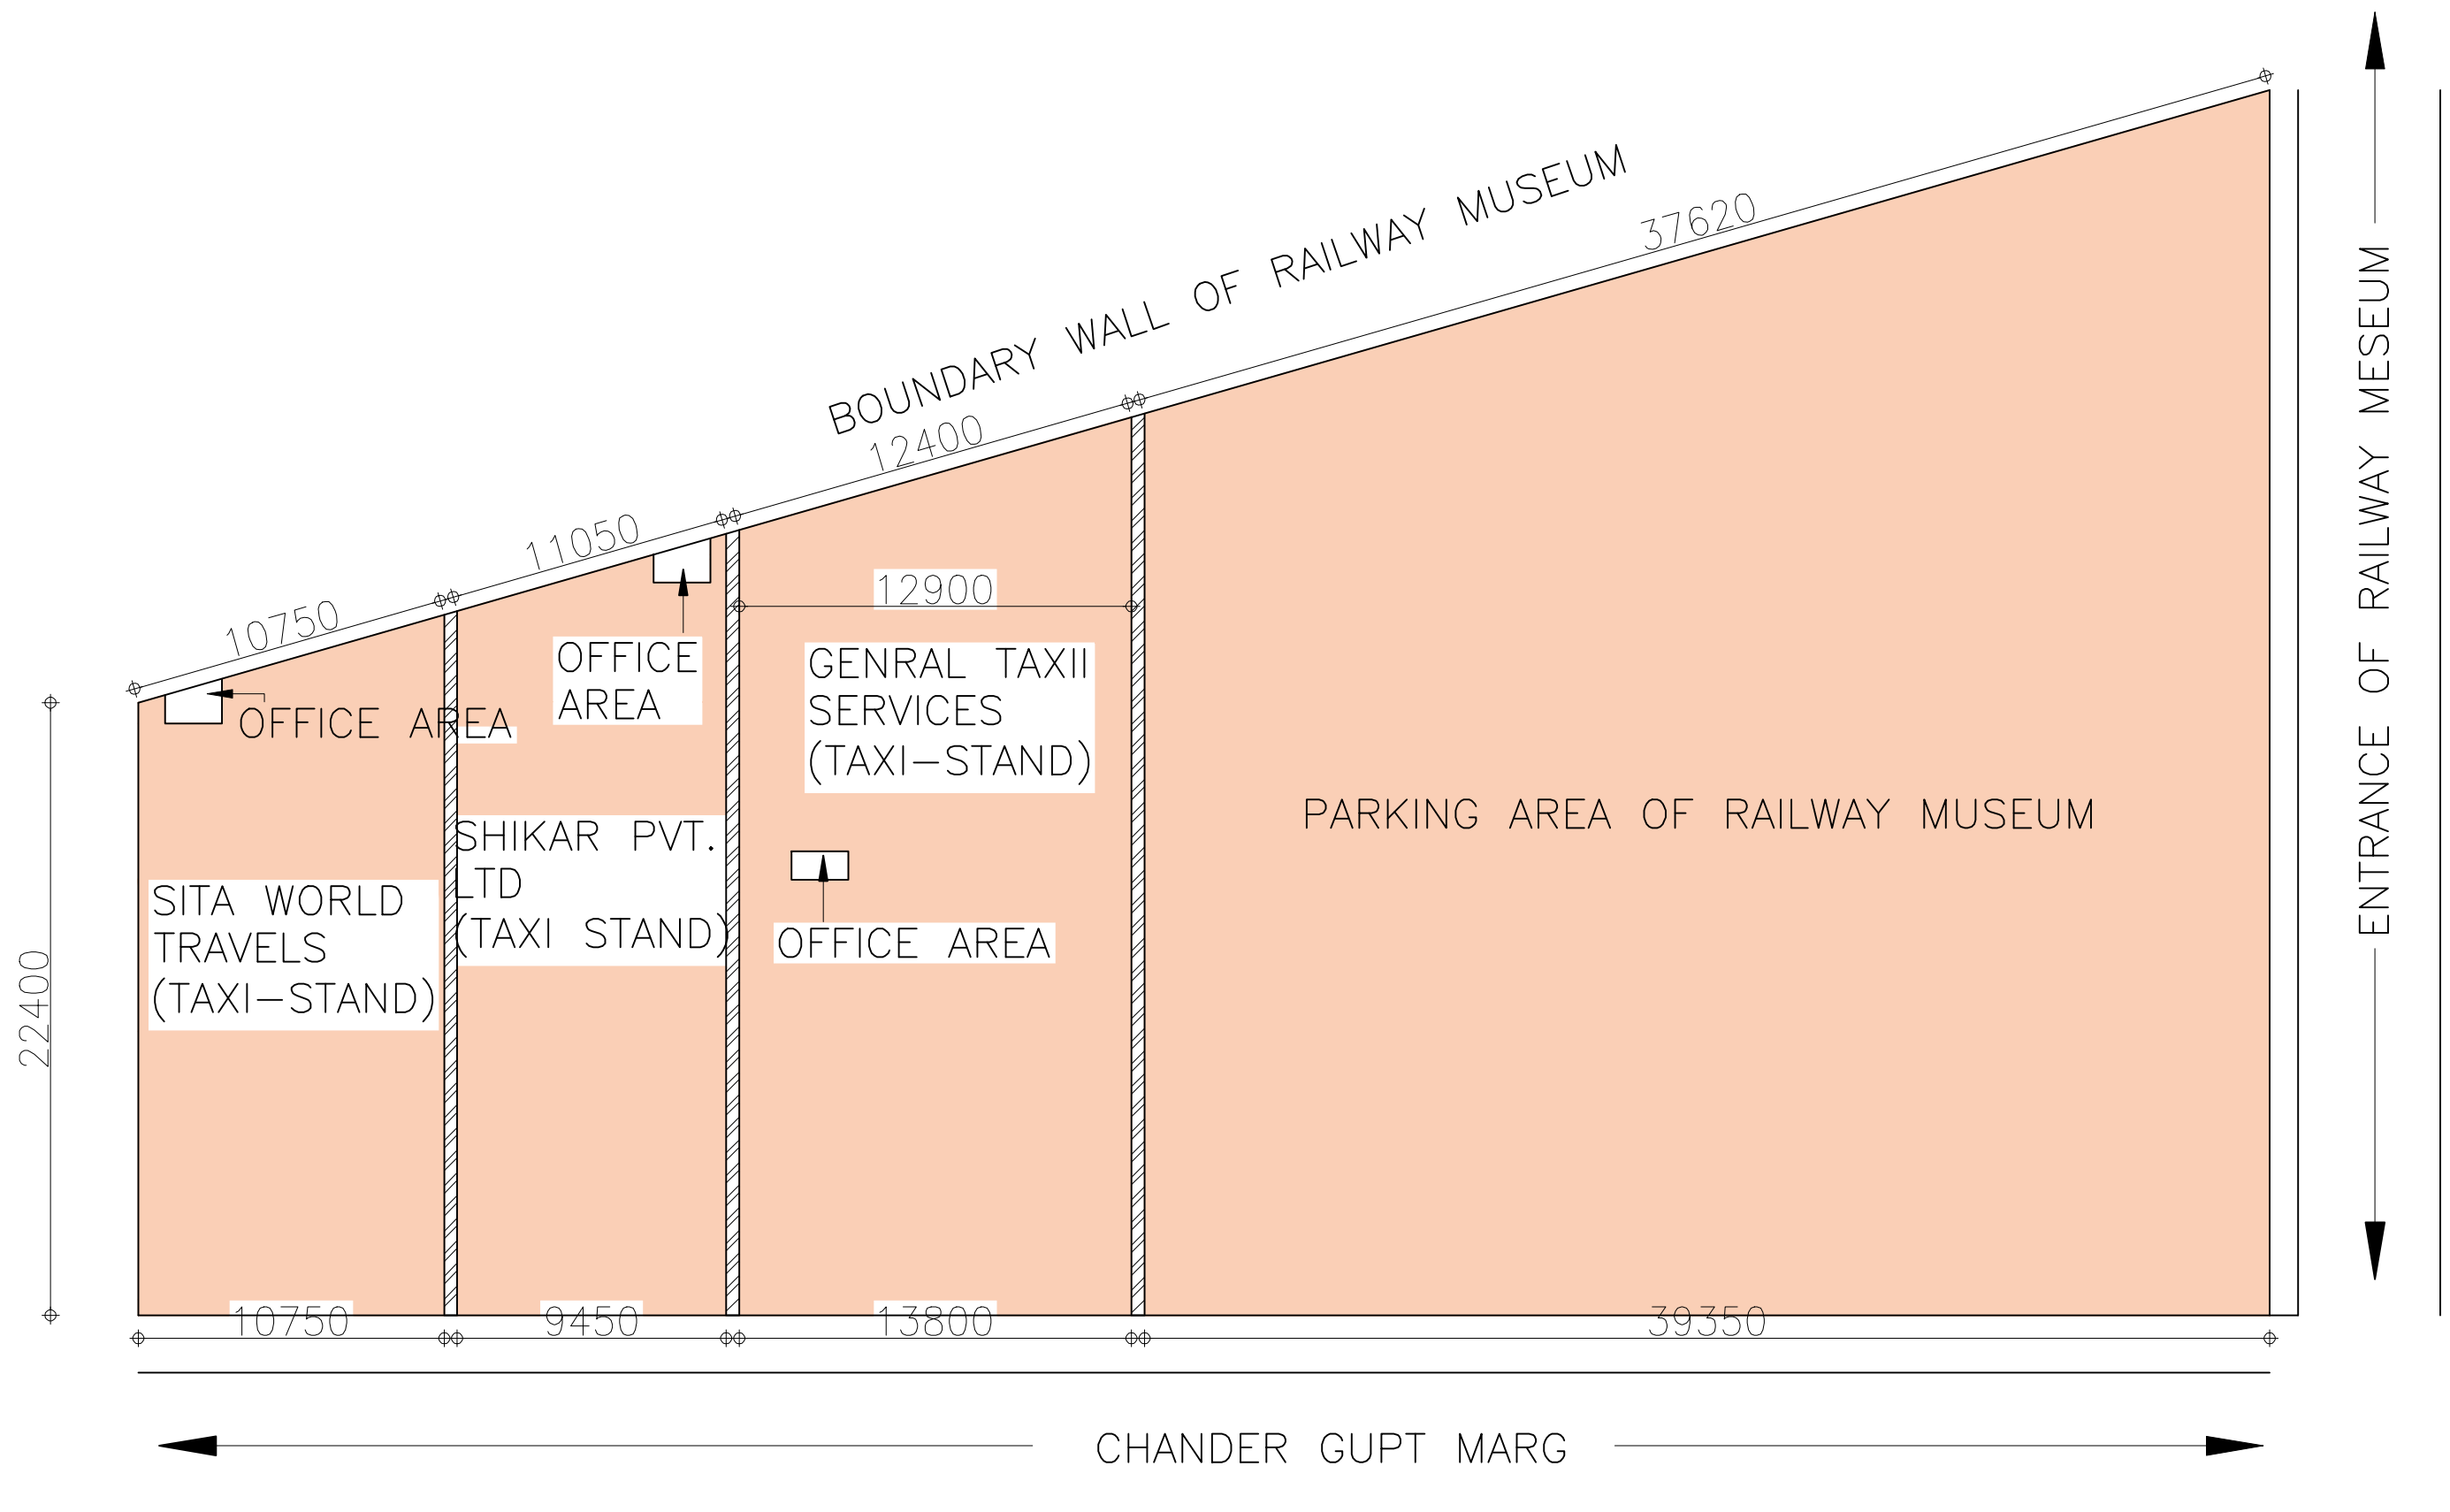 BOUNDARY WALL OF RAILWAY MUSEUM
37620
12400
11050
10750
12900
OFFICE
AREA
GENRAL TAXII
SERVICES
(TAXI-STAND)
OFFICE AREA
SHIKAR PVT.
LTD
(TAXI STAND)
PARKING AREA OF RAILWAY MUSEUM
SITA WORLD
TRAVELS
(TAXI-STAND)
OFFICE AREA
22400
ENTRANCE OF RAILWAY MESEUM
10750
9450
13800
39350
CHANDER GUPT MARG